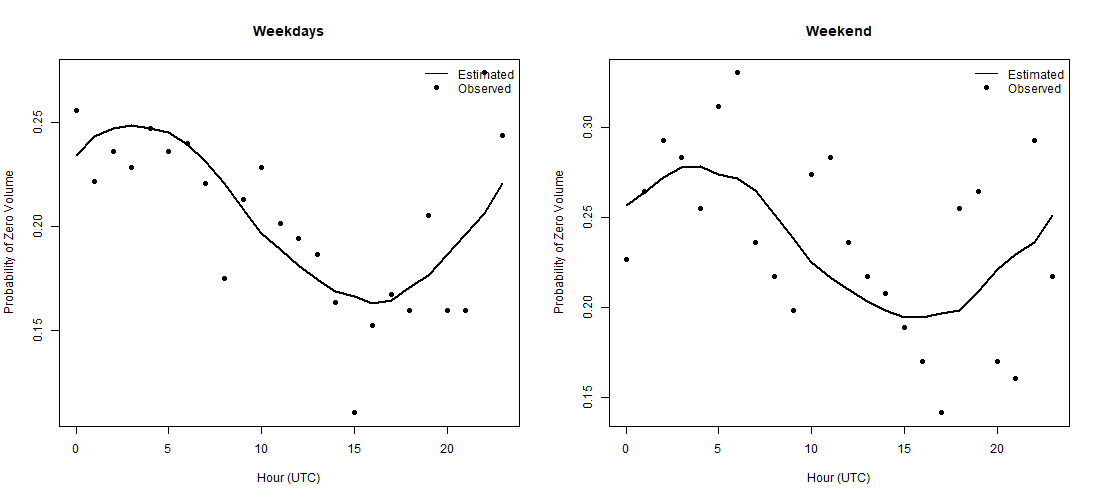 Weekdays
Probability of Zero Volume
0.15
0.20
0.25
Estimated
Observed
0
5
10
15
20
Hour (UTC)
Weekend
Probability of Zero Volume
0.15
0.20
0.25
0.30
Estimated
Observed
0
5
10
15
20
Hour (UTC)